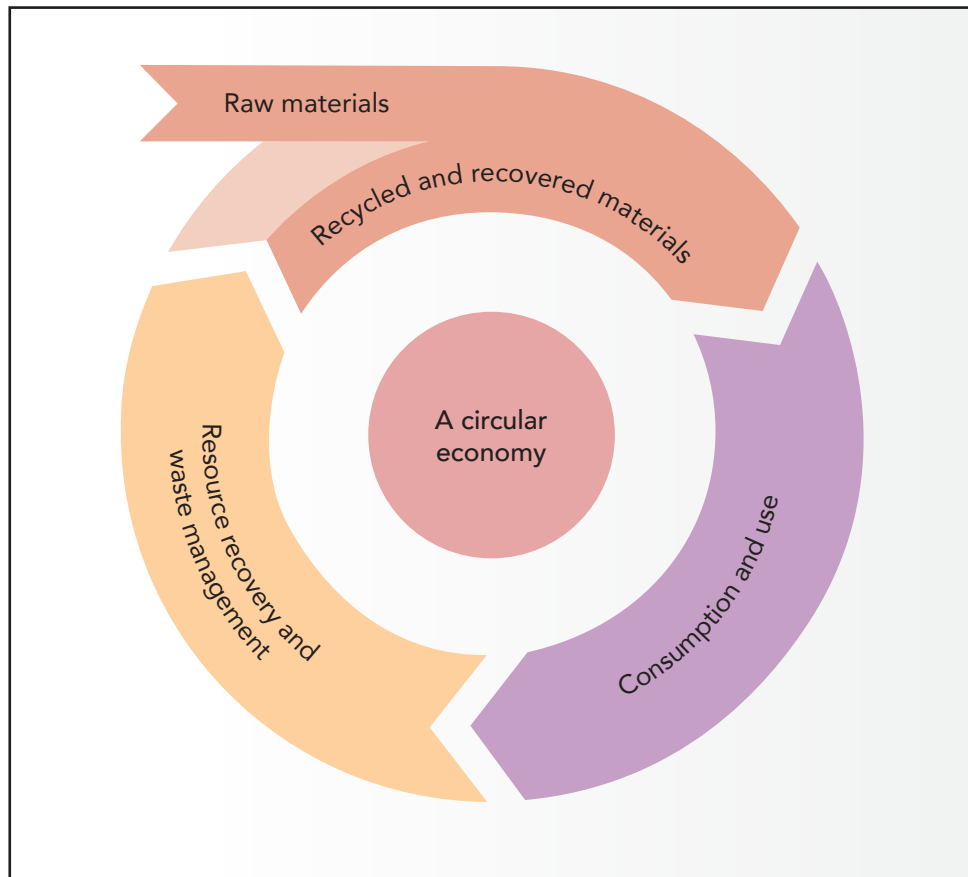 Raw materials
Recycled and recovered materials
A circular
economy
Consumption and use
Resource recovery and
waste management